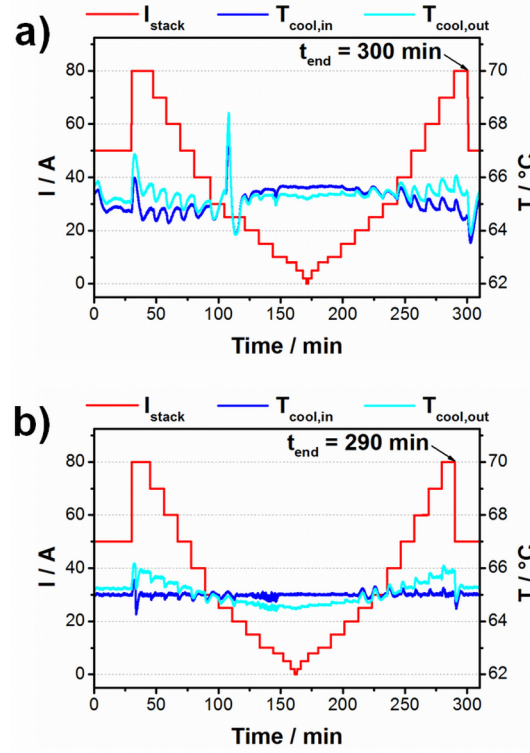 a)
I_stack T_cool,in T_cool,out
t_end = 300 min
80 70
60 68
40 66
20 64
0 62
I / A
T / °C
0 50 100 150 200 250 300
Time / min
b)
I_stack T_cool,in T_cool,out
t_end = 290 min
80 70
60 68
40 66
20 64
0 62
I / A
T / °C
0 50 100 150 200 250 300
Time / min